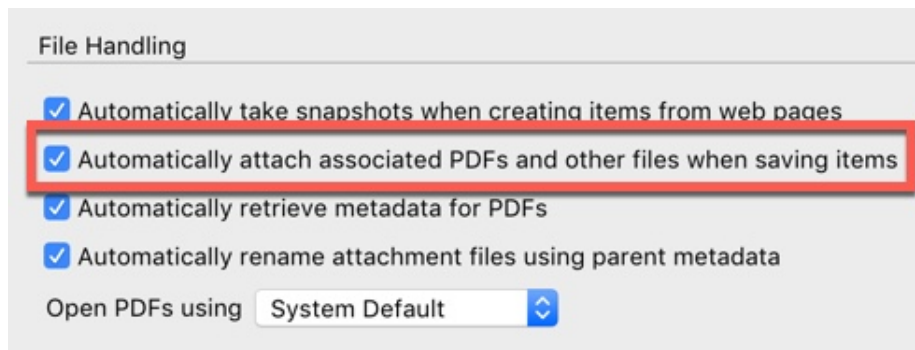 File Handling
Automatically take snapshots when creating items from web pages
Automatically attach associated PDFs and other files when saving items
Automatically retrieve metadata for PDFs
Automatically rename attachment files using parent metadata
Open PDFs using System Default